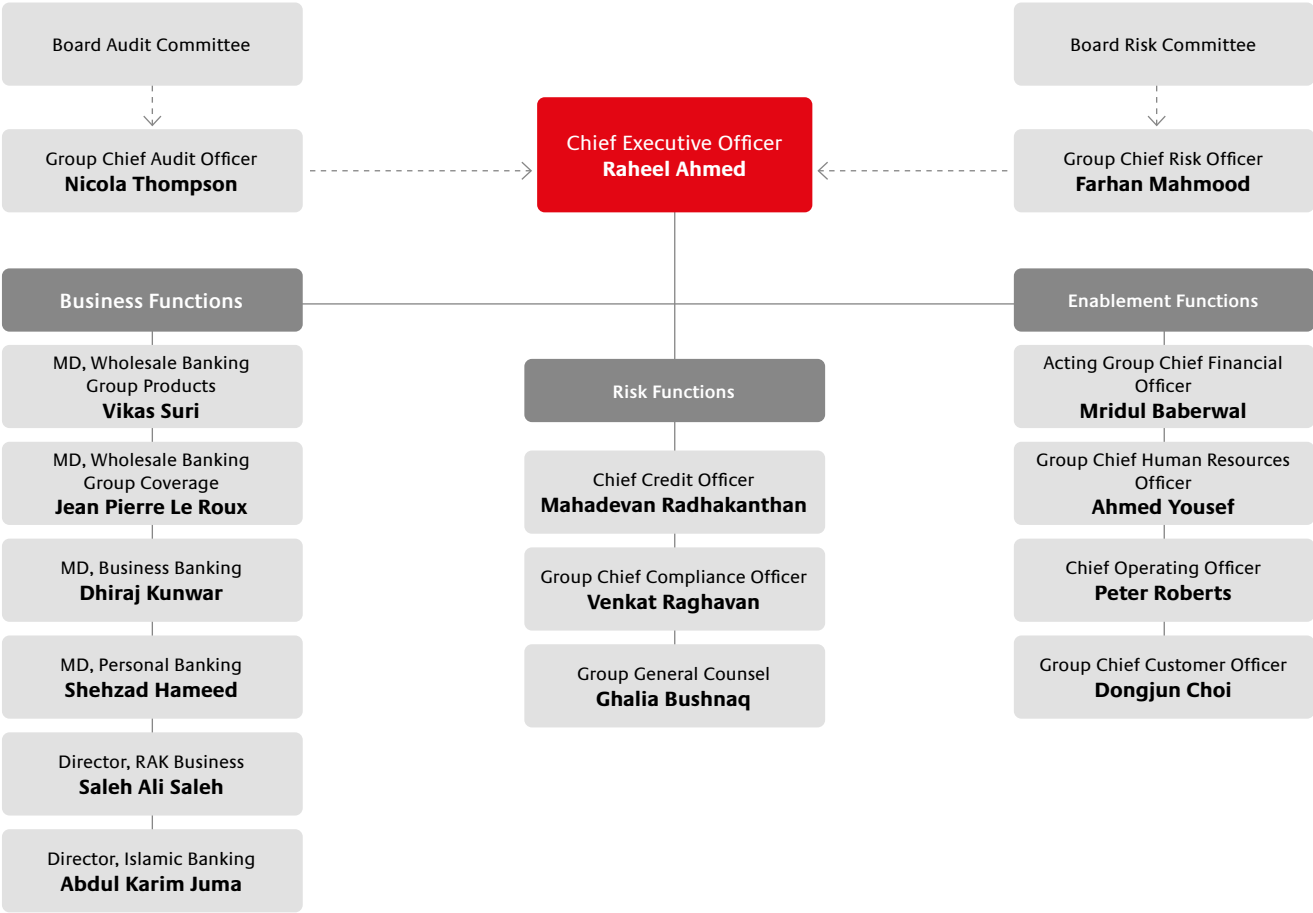 Board Audit Committee
Group Chief Audit Officer
Nicola Thompson
Chief Executive Officer
Raheel Ahmed
Board Risk Committee
Group Chief Risk Officer
Farhan Mahmood
Business Functions
MD, Wholesale Banking
Group Products
Vikas Suri
MD, Wholesale Banking
Group Coverage
Jean Pierre Le Roux
MD, Business Banking
Dhiraj Kunwar
MD, Personal Banking
Shehzad Hameed
Director, RAK Business
Saleh Ali Saleh
Director, Islamic Banking
Abdul Karim Juma
Risk Functions
Chief Credit Officer
Mahadevan Radhakanthan
Group Chief Compliance Officer
Venkat Raghavan
Group General Counsel
Ghalia Bushnaq
Enablement Functions
Acting Group Chief Financial
Officer
Mridul Baberwal
Group Chief Human Resources
Officer
Ahmed Yousef
Chief Operating Officer
Peter Roberts
Group Chief Customer Officer
Dongjun Choi